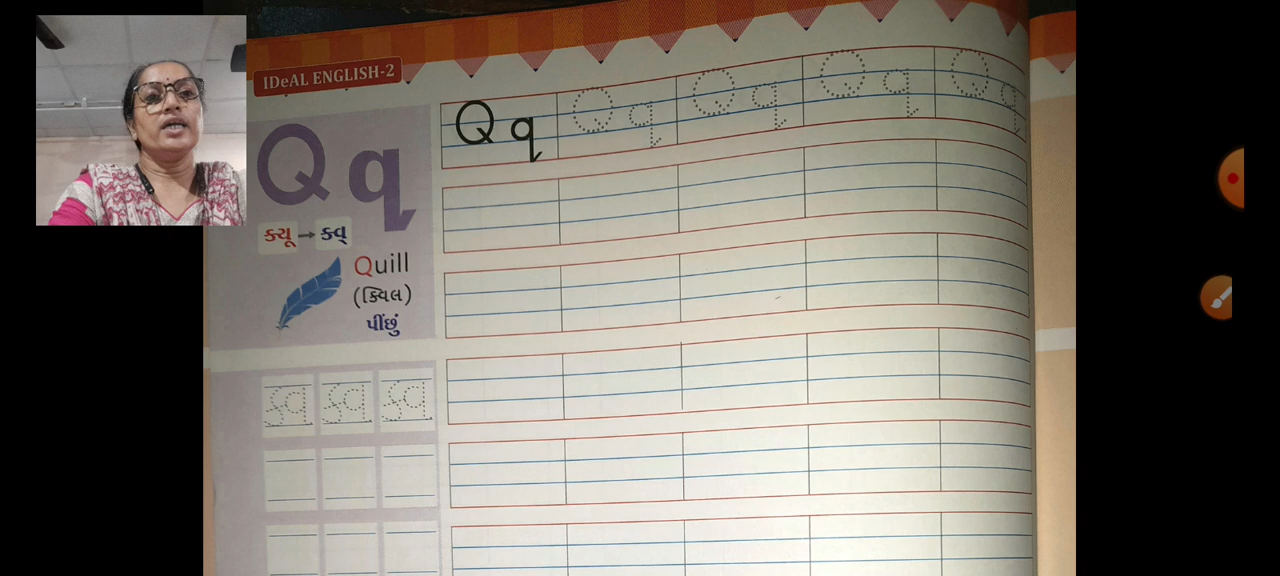 IDeAL ENGLISH-2
Q q Q q Q q Q q Q q
Q q
ક્યૂ → ક્વ્
Quill
(ક્વિલ)
પીંછું
ક્વ ક્વ ક્વ